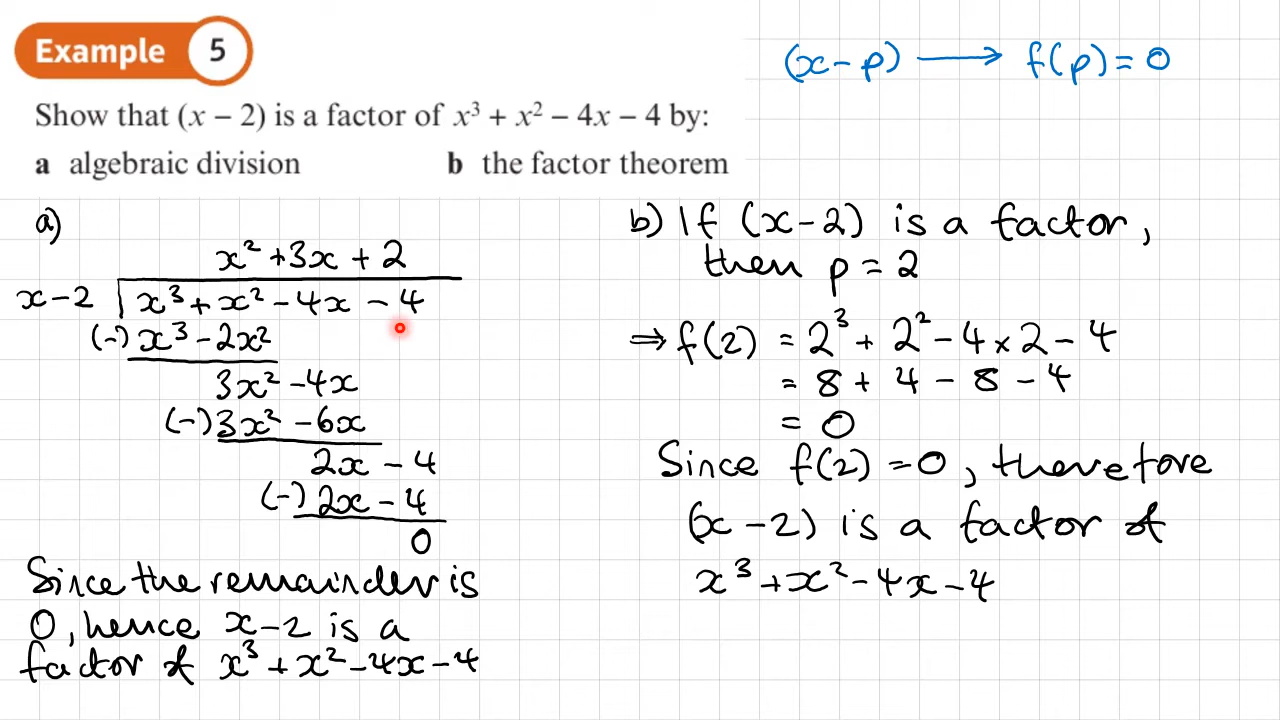 Example 5
(x − p) ⟶ f(p) = 0
Show that (x − 2) is a factor of x³ + x² − 4x − 4 by:
a algebraic division b the factor theorem
a)
x² + 3x + 2
x − 2 x³ + x² − 4x − 4
(−) x³ − 2x²
3x² − 4x
(−) 3x² − 6x
2x − 4
(−) 2x − 4
0
Since the remainder is
0, hence x − 2 is a
factor of x³ + x² − 4x − 4
b) If (x − 2) is a factor,
then p = 2
⇒ f(2) = 2³ + 2² − 4 × 2 − 4
= 8 + 4 − 8 − 4
= 0
Since f(2) = 0, therefore
(x − 2) is a factor of
x³ + x² − 4x − 4